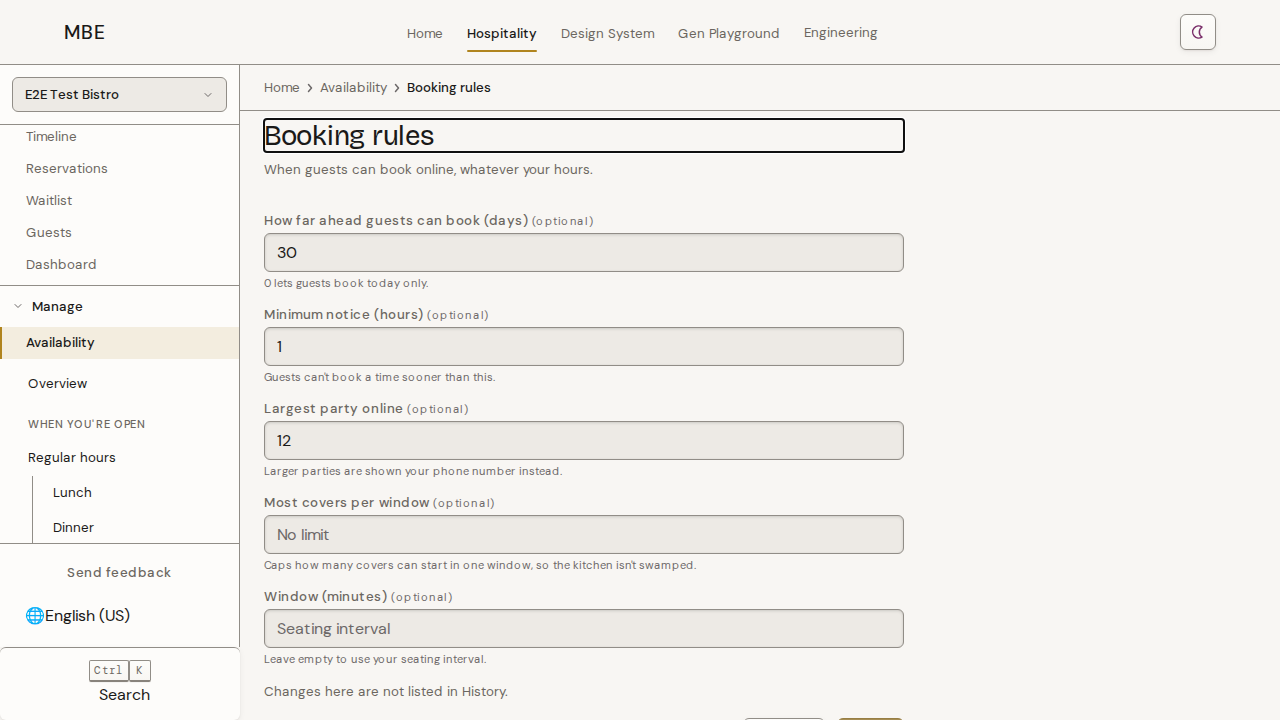 MBE
Home Hospitality Design System Gen Playground Engineering
E2E Test Bistro
Timeline
Reservations
Waitlist
Guests
Dashboard
Manage
Availability
Overview
WHEN YOU'RE OPEN
Regular hours
Lunch
Dinner
Send feedback
🌐English (US)
Ctrl K
Search
Home > Availability > Booking rules
Booking rules
When guests can book online, whatever your hours.
How far ahead guests can book (days) (optional)
30
0 lets guests book today only.
Minimum notice (hours) (optional)
1
Guests can't book a time sooner than this.
Largest party online (optional)
12
Larger parties are shown your phone number instead.
Most covers per window (optional)
No limit
Caps how many covers can start in one window, so the kitchen isn't swamped.
Window (minutes) (optional)
Seating interval
Leave empty to use your seating interval.
Changes here are not listed in History.